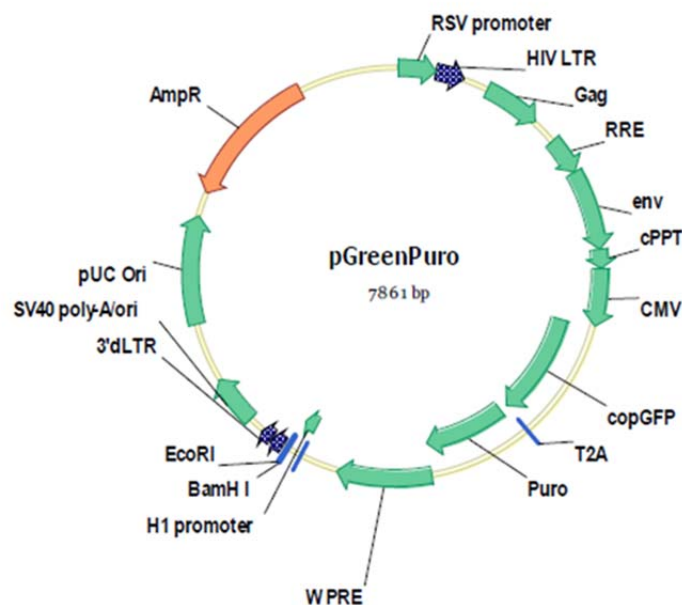 RSV promoter
HIV LTR
Gag
RRE
env
cPPT
CMV
copGFP
T2A
Puro
WPRE
H1 promoter
BamH I
EcoRI
3'dLTR
SV40 poly-A/ori
pUC Ori
AmpR
pGreenPuro
7861 bp